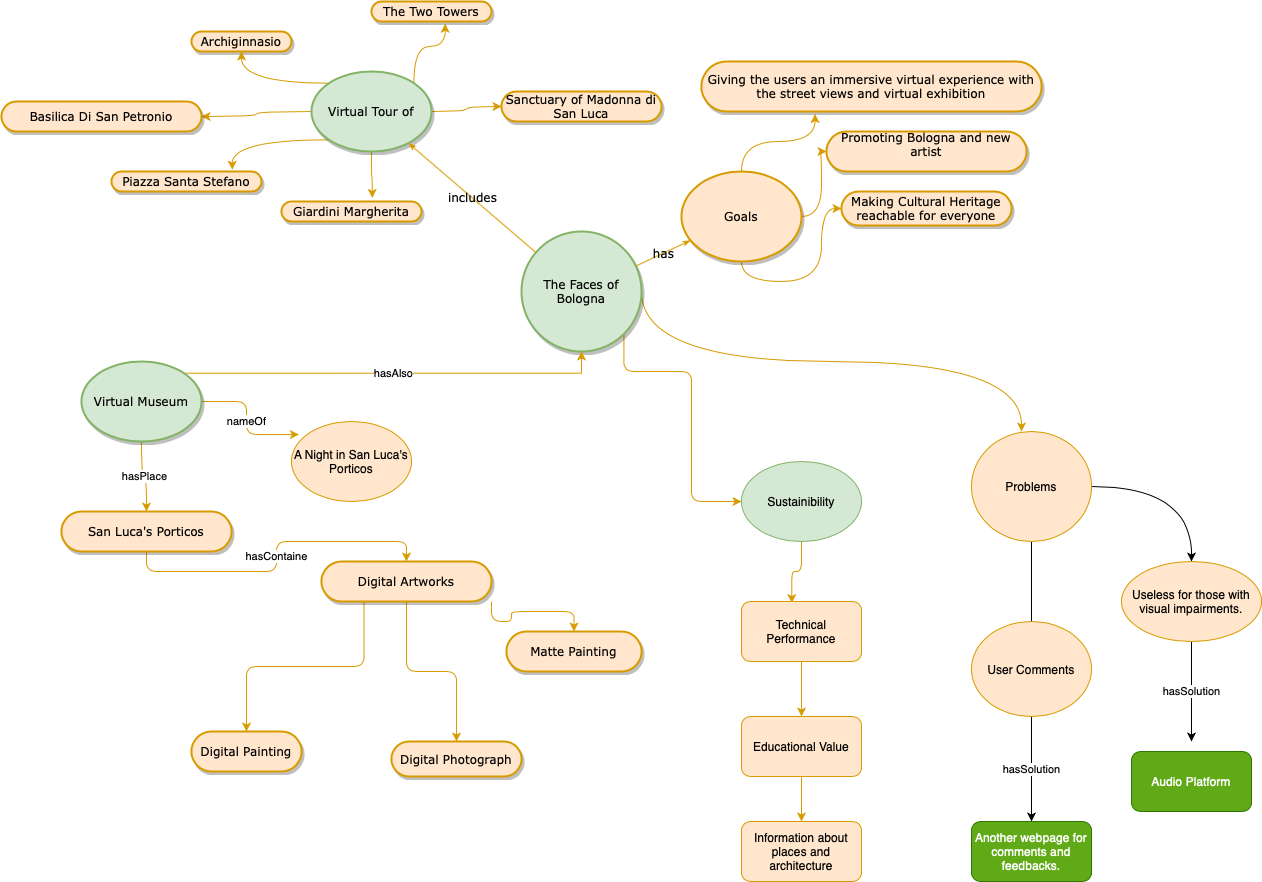 The Two Towers
Archiginnasio
Basilica Di San Petronio
Virtual Tour of
Sanctuary of Madonna di
San Luca
Piazza Santa Stefano
Giardini Margherita
includes
Giving the users an immersive virtual experience with
the street views and virtual exhibition
Promoting Bologna and new
artist
Making Cultural Heritage
reachable for everyone
Goals
has
The Faces of
Bologna
hasAlso
Virtual Museum
nameOf
A Night in San Luca's
Porticos
hasPlace
San Luca's Porticos
hasContaine
Digital Artworks
Matte Painting
Digital Painting
Digital Photograph
Sustainibility
Technical
Performance
Educational Value
Information about
places and
architecture
Problems
Useless for those with
visual impairments.
User Comments
hasSolution
Audio Platform
hasSolution
Another webpage for
comments and
feedbacks.